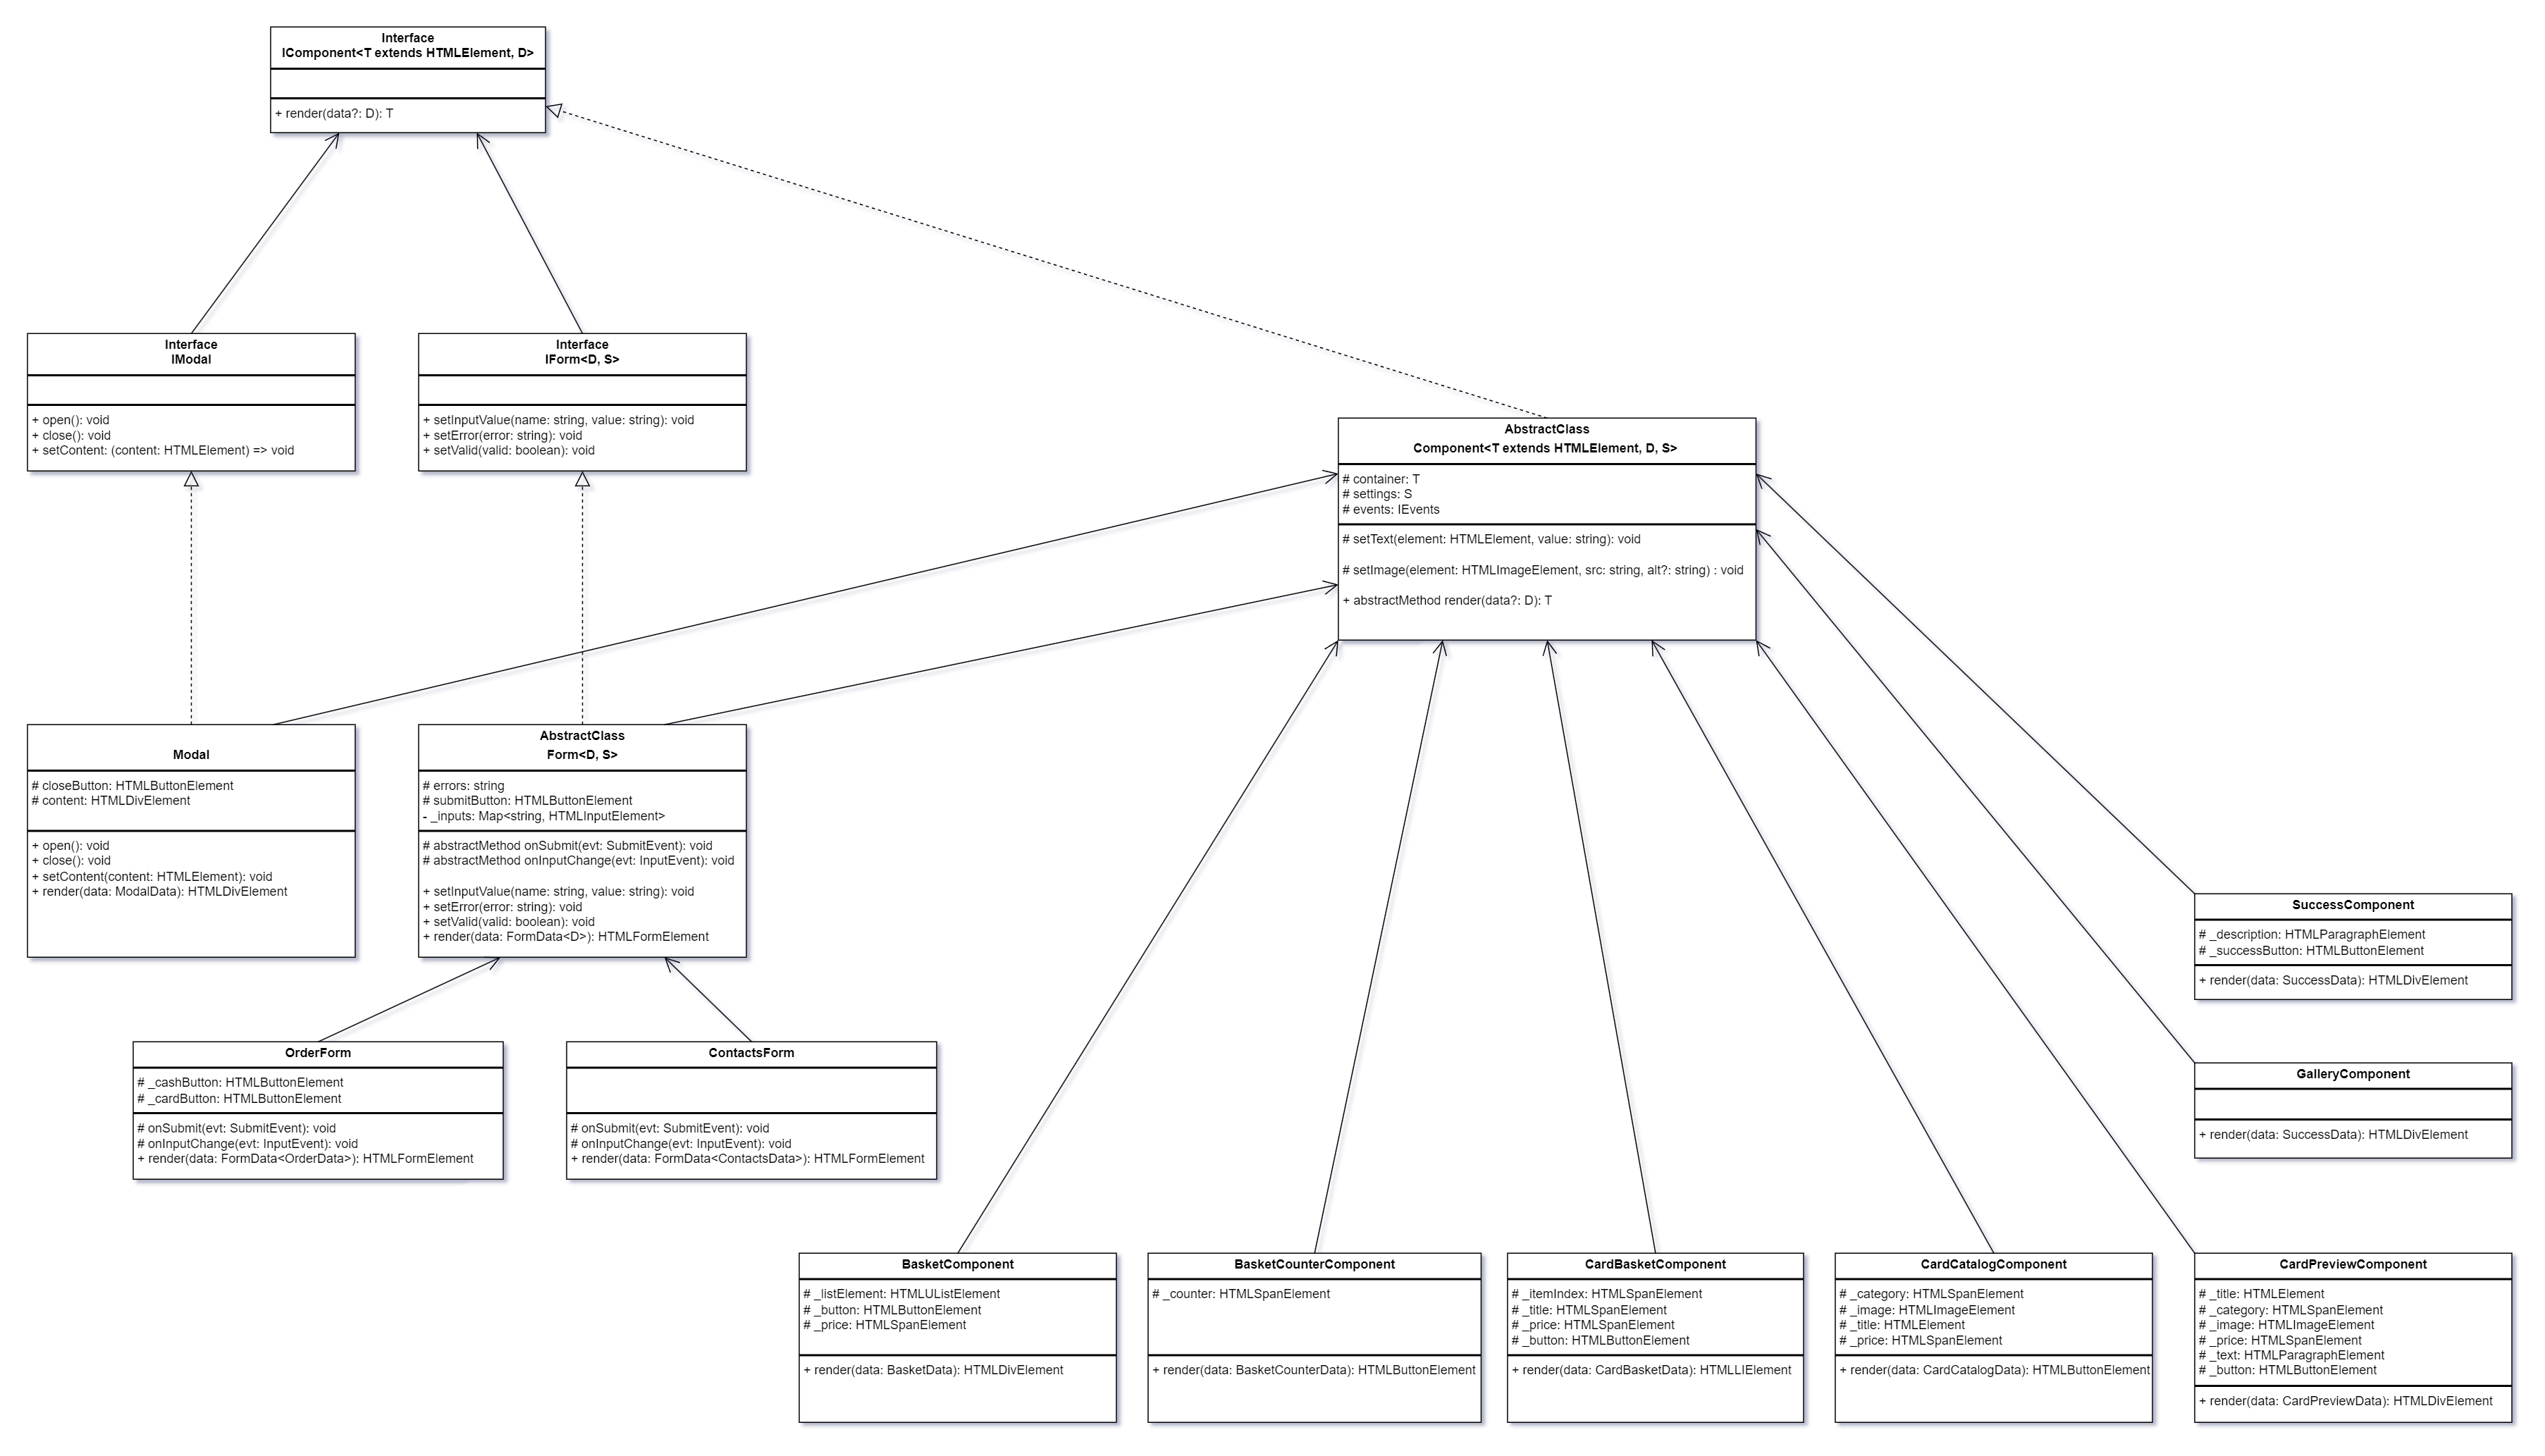 Interface
IComponent<T extends HTMLElement, D>
+ render(data?: D): T
Interface
IModal
+ open(): void
+ close(): void
+ setContent: (content: HTMLElement) => void
Interface
IForm<D, S>
+ setInputValue(name: string, value: string): void
+ setError(error: string): void
+ setValid(valid: boolean): void
AbstractClass
Component<T extends HTMLElement, D, S>
# container: T
# settings: S
# events: IEvents
# setText(element: HTMLElement, value: string): void
# setImage(element: HTMLImageElement, src: string, alt?: string) : void
+ abstractMethod render(data?: D): T
Modal
# closeButton: HTMLButtonElement
# content: HTMLDivElement
+ open(): void
+ close(): void
+ setContent(content: HTMLElement): void
+ render(data: ModalData): HTMLDivElement
AbstractClass
Form<D, S>
# errors: string
# submitButton: HTMLButtonElement
- _inputs: Map<string, HTMLInputElement>
# abstractMethod onSubmit(evt: SubmitEvent): void
# abstractMethod onInputChange(evt: InputEvent): void
+ setInputValue(name: string, value: string): void
+ setError(error: string): void
+ setValid(valid: boolean): void
+ render(data: FormData<D>): HTMLFormElement
SuccessComponent
# _description: HTMLParagraphElement
# _successButton: HTMLButtonElement
+ render(data: SuccessData): HTMLDivElement
OrderForm
# _cashButton: HTMLButtonElement
# _cardButton: HTMLButtonElement
# onSubmit(evt: SubmitEvent): void
# onInputChange(evt: InputEvent): void
+ render(data: FormData<OrderData>): HTMLFormElement
ContactsForm
# onSubmit(evt: SubmitEvent): void
# onInputChange(evt: InputEvent): void
+ render(data: FormData<ContactsData>): HTMLFormElement
GalleryComponent
+ render(data: SuccessData): HTMLDivElement
BasketComponent
# _listElement: HTMLUListElement
# _button: HTMLButtonElement
# _price: HTMLSpanElement
+ render(data: BasketData): HTMLDivElement
BasketCounterComponent
# _counter: HTMLSpanElement
+ render(data: BasketCounterData): HTMLButtonElement
CardBasketComponent
# _itemIndex: HTMLSpanElement
# _title: HTMLSpanElement
# _price: HTMLSpanElement
# _button: HTMLButtonElement
+ render(data: CardBasketData): HTMLLIElement
CardCatalogComponent
# _category: HTMLSpanElement
# _image: HTMLImageElement
# _title: HTMLElement
# _price: HTMLSpanElement
+ render(data: CardCatalogData): HTMLButtonElement
CardPreviewComponent
# _title: HTMLElement
# _category: HTMLSpanElement
# _image: HTMLImageElement
# _price: HTMLSpanElement
# _text: HTMLParagraphElement
# _button: HTMLButtonElement
+ render(data: CardPreviewData): HTMLDivElement